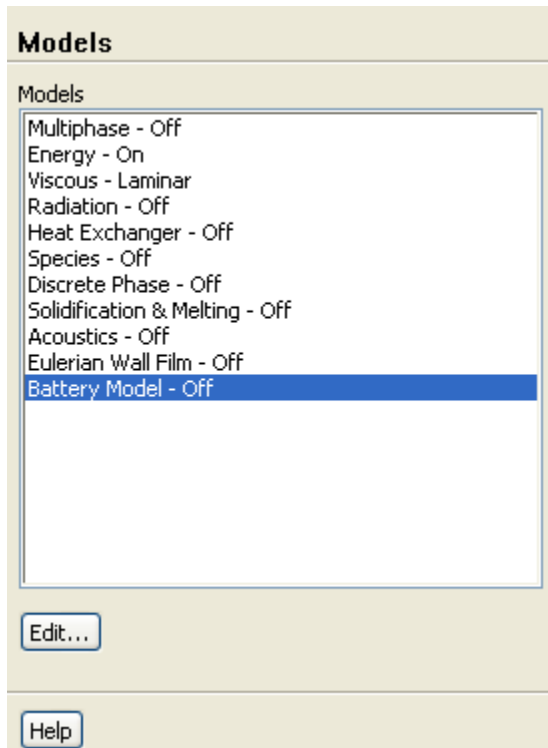 Models
Models
Multiphase - Off
Energy - On
Viscous - Laminar
Radiation - Off
Heat Exchanger - Off
Species - Off
Discrete Phase - Off
Solidification & Melting - Off
Acoustics - Off
Eulerian Wall Film - Off
Battery Model - Off
Edit...
Help